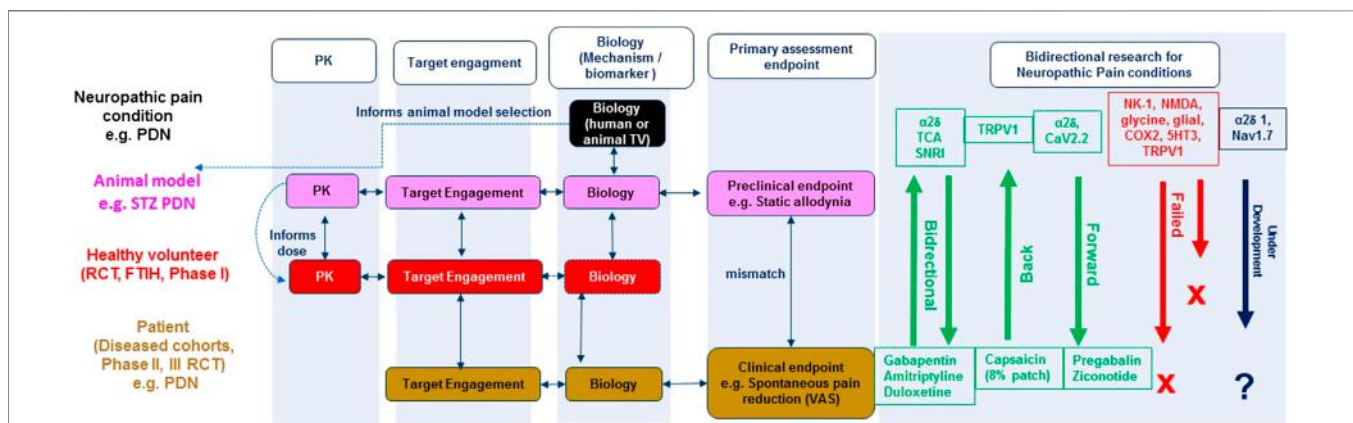 PK
Target engagment
Biology
(Mechanism /
biomarker )
Primary assessment
endpoint
Bidirectional research for
Neuropathic Pain conditions
Neuropathic pain
condition
e.g. PDN
Informs animal model selection
Biology
(human or
animal TV)
α2δ
TCA
SNRI
TRPV1
α2δ,
CaV2.2
NK-1, NMDA,
glycine, glial,
COX2, 5HT3,
TRPV1
α2δ 1,
Nav1.7
Animal model
e.g. STZ PDN
PK
Target Engagement
Biology
Preclinical endpoint
e.g. Static allodynia
Informs
dose
Healthy volunteer
(RCT, FTIH, Phase I)
PK
Target Engagement
Biology
mismatch
Bidrectional
Back
Forward
Failed
X
Under
Development
Patient
(Diseased cohorts,
Phase II, III RCT)
e.g. PDN
Target Engagement
Biology
Clinical endpoint
e.g. Spontaneous pain
reduction (VAS)
Gabapentin
Amitriptyline
Duloxetine
Capsaicin
(8% patch)
Pregabalin
Ziconotide
X
?